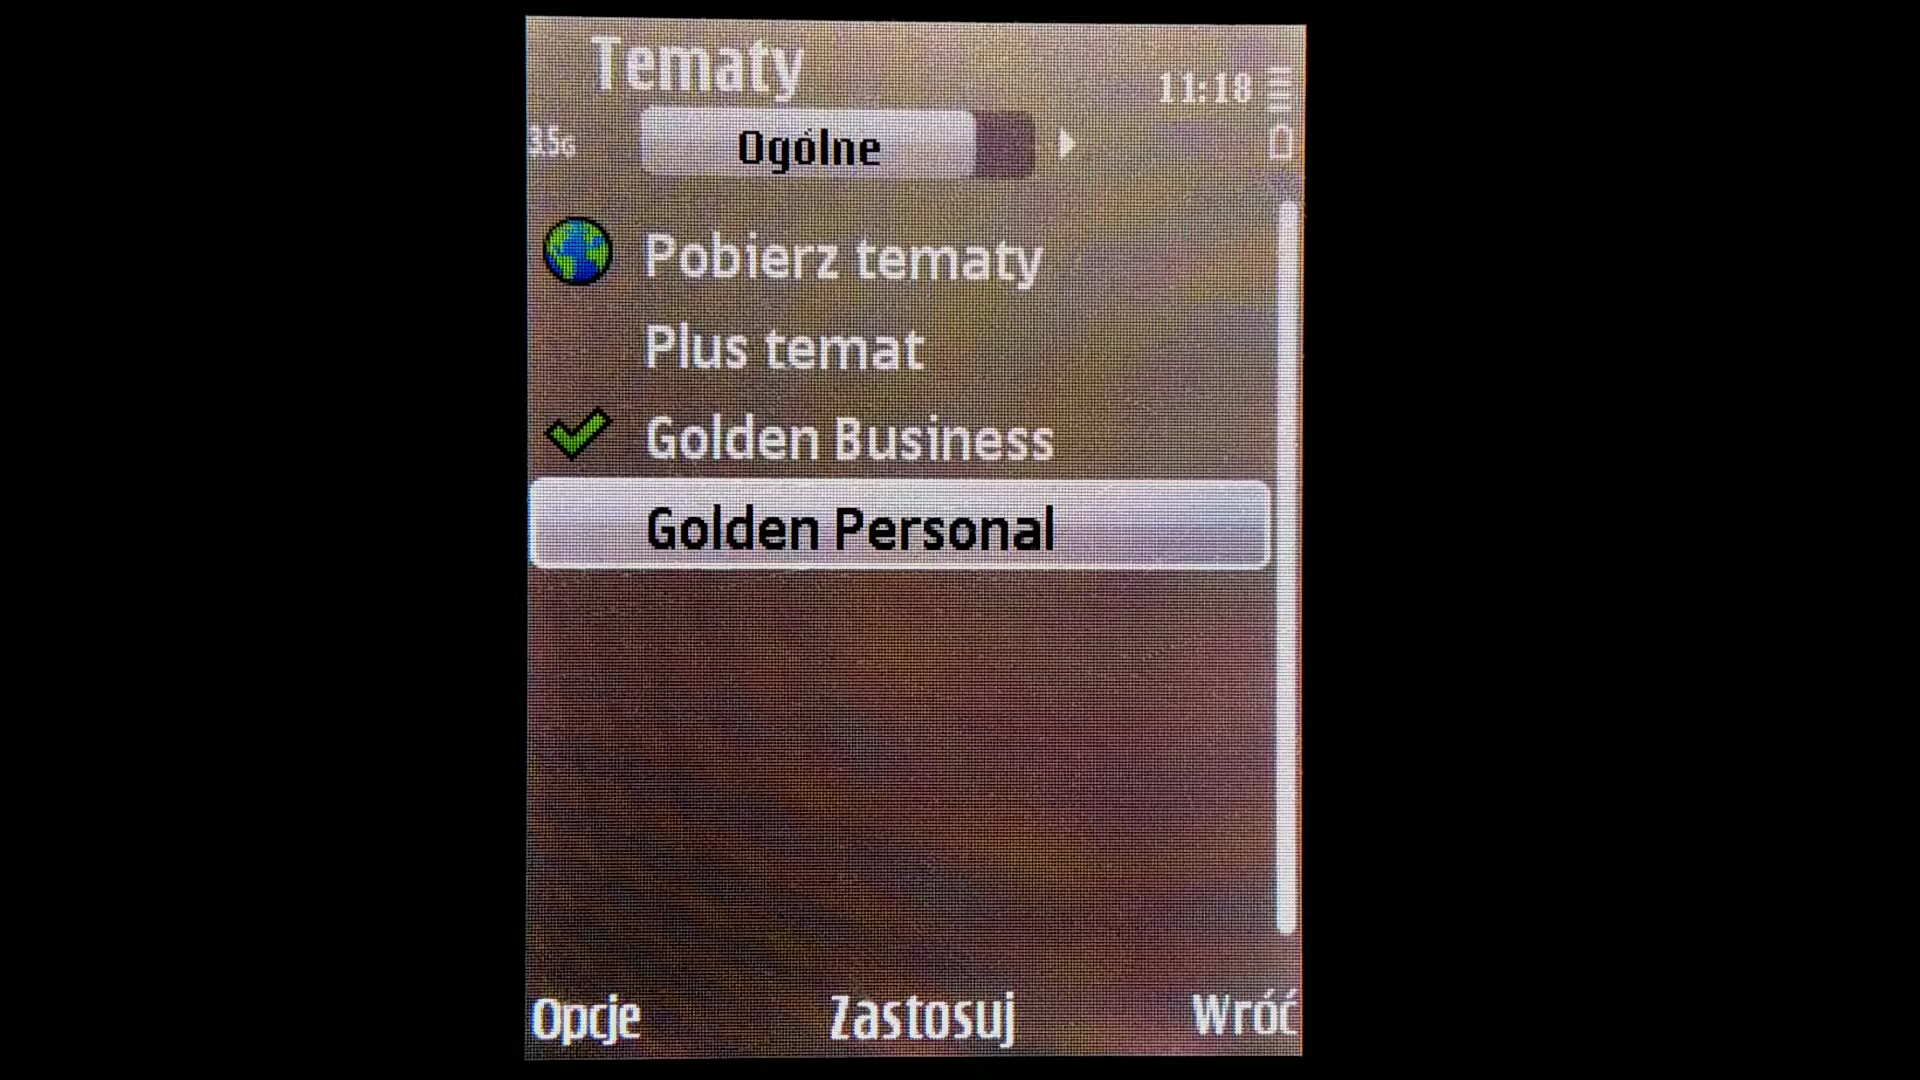 Tematy
11:18
3.5G
Ogólne
Pobierz tematy
Plus temat
Golden Business
Golden Personal
Opcje Zastosuj Wróć